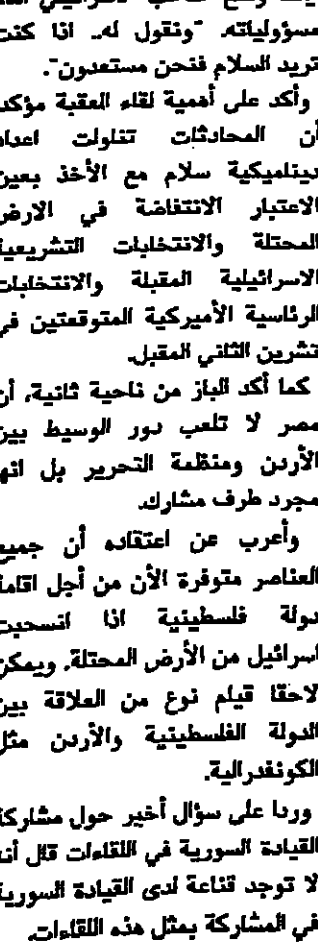 مسؤولياته. "ونقول له.. اذا كنت
تريد السلام فنحن مستعدون".
وأكد على أهمية لقاء العقبة مؤكد
أن المحادثات تناولت اعداد
ديناميكية سلام مع الأخذ بعين
الاعتبار الانتفاضة في الارض
المحتلة والانتخابات التشريعية
الاسرائيلية المقبلة والانتخابات
الرئاسية الأميركية المتوقعتين في
تشرين الثاني المقبل.
كما أكد الباز من ناحية ثانية، أن
مصر لا تلعب دور الوسيط بين
الأردن ومنظمة التحرير بل انها
مجرد طرف مشارك.
وأعرب عن اعتقاده أن جميع
العناصر متوفرة الأن من أجل اقامة
دولة فلسطينية اذا انسحبت
اسرائيل من الأرض المحتلة. ويمكن
لاحقا قيام نوع من العلاقة بين
الدولة الفلسطينية والأردن مثل
الكونفدرالية.
وردا على سؤال أخير حول مشاركة
القيادة السورية في اللقاءات قال أنه
لا توجد قناعة لدى القيادة السورية
في المشاركة بمثل هذه اللقاءات.